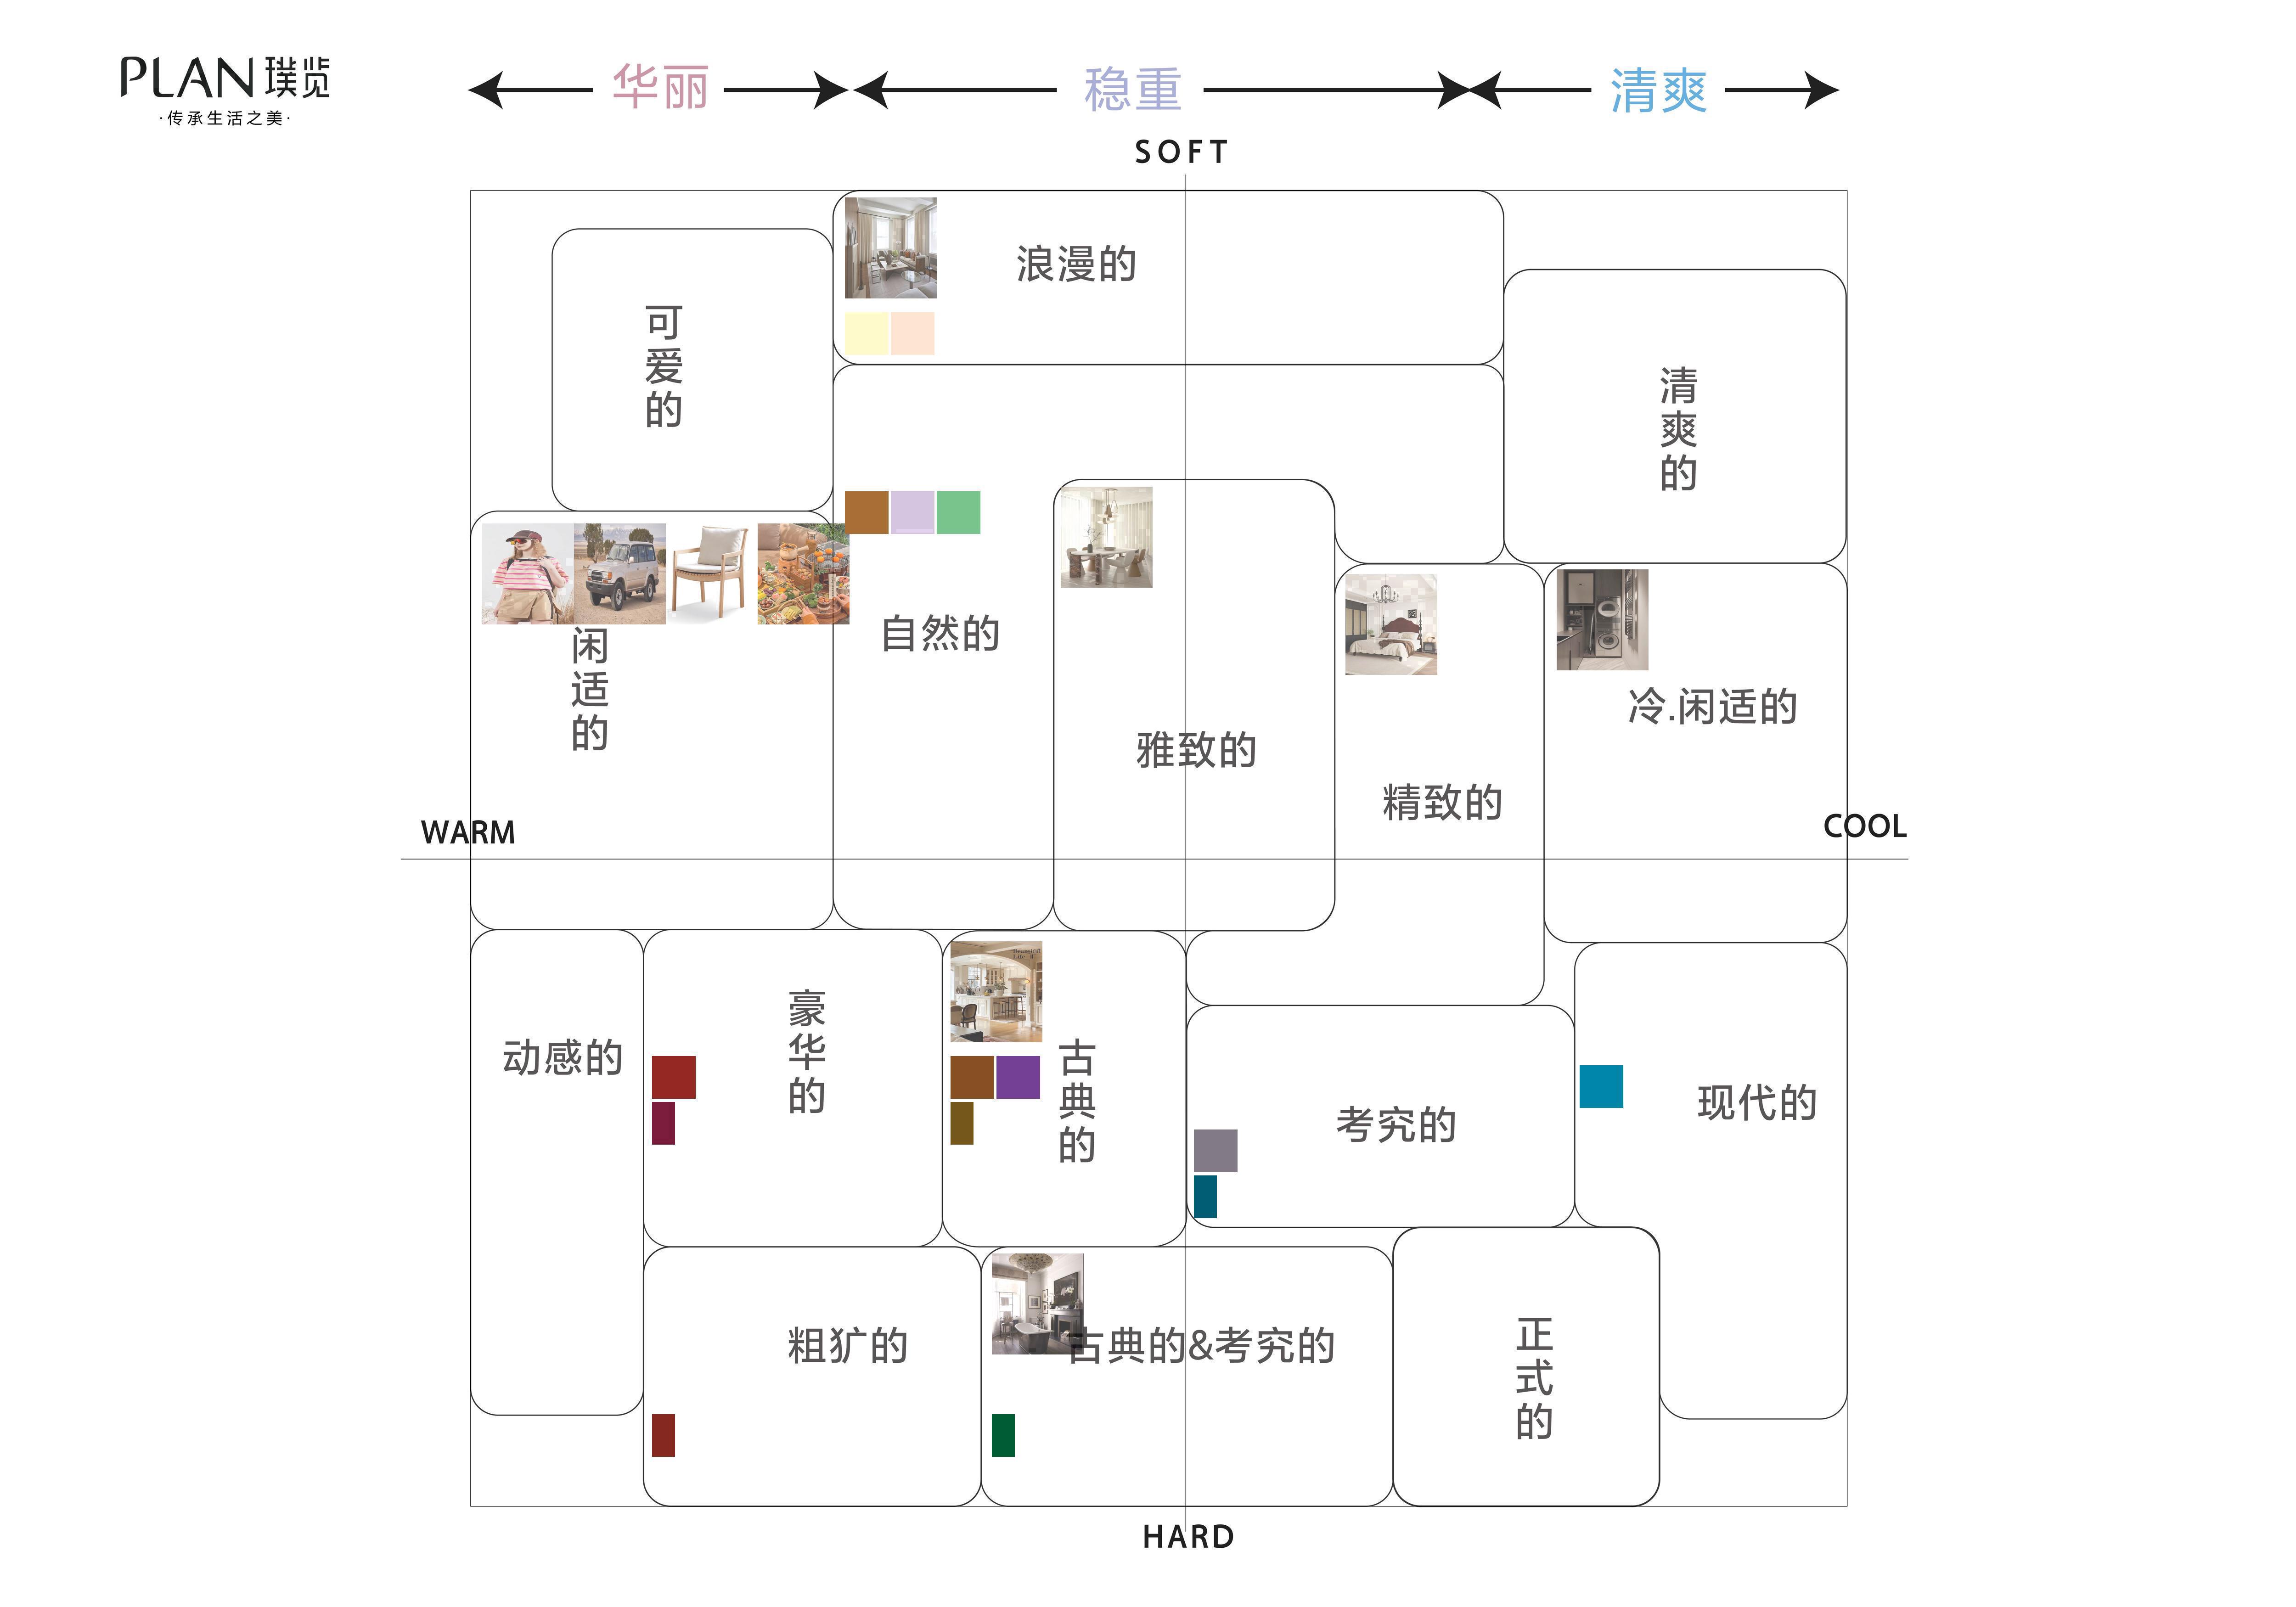 PLAN 璞览
·传承生活之美·
华丽
稳重
清爽
SOFT
浪漫的
可爱的
清爽的
自然的
闲适的
雅致的
精致的
冷.闲适的
WARM
COOL
动感的
豪华的
古典的
考究的
现代的
粗犷的
古典的&考究的
正式的
HARD